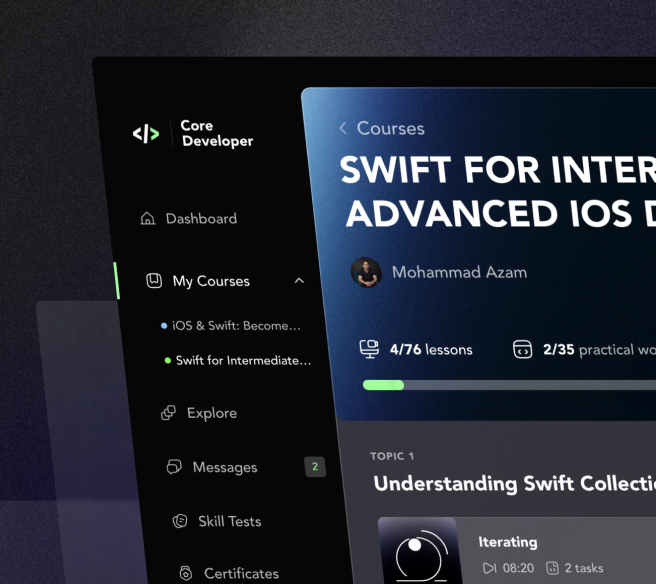 Core
Developer
Dashboard
My Courses
iOS & Swift: Become...
Swift for Intermediate...
Explore
Messages
2
Skill Tests
Certificates
Courses
SWIFT FOR INTER
ADVANCED IOS D
Mohammad Azam
4/76 lessons
2/35 practical wo
TOPIC 1
Understanding Swift Collecti
Iterating
08:20 2 tasks